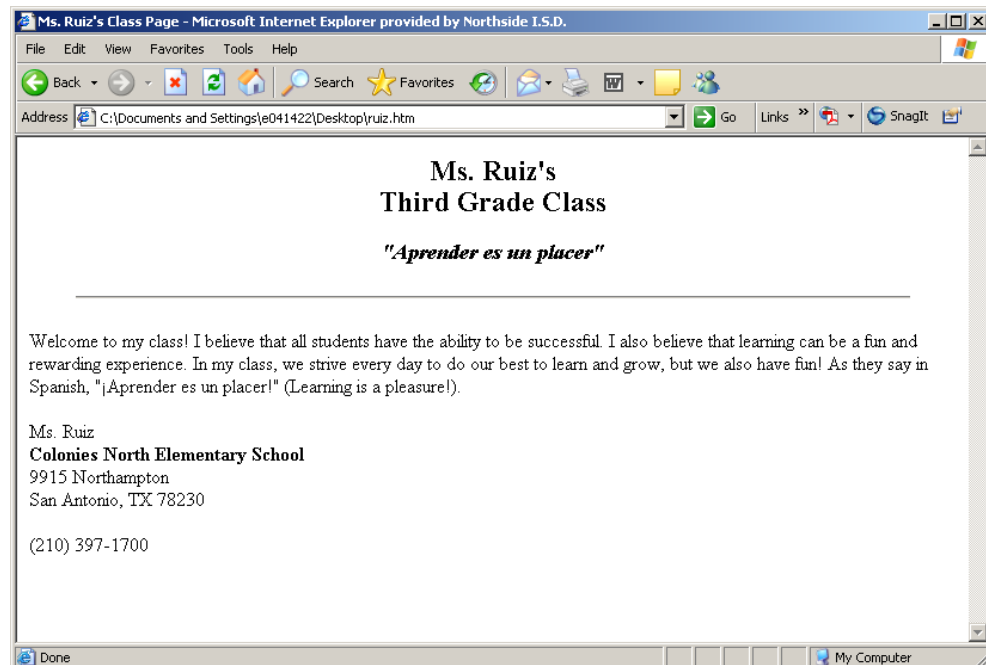 Ms. Ruiz's Class Page - Microsoft Internet Explorer provided by Northside I.S.D.
File Edit View Favorites Tools Help
Back Search Favorites
Address C:\Documents and Settings\e041422\Desktop\ruiz.htm Go Links » SnagIt
Ms. Ruiz's
Third Grade Class
"Aprender es un placer"
Welcome to my class! I believe that all students have the ability to be successful. I also believe that learning can be a fun and
rewarding experience. In my class, we strive every day to do our best to learn and grow, but we also have fun! As they say in
Spanish, "¡Aprender es un placer!" (Learning is a pleasure!).
Ms. Ruiz
Colonies North Elementary School
9915 Northampton
San Antonio, TX 78230
(210) 397-1700
Done My Computer